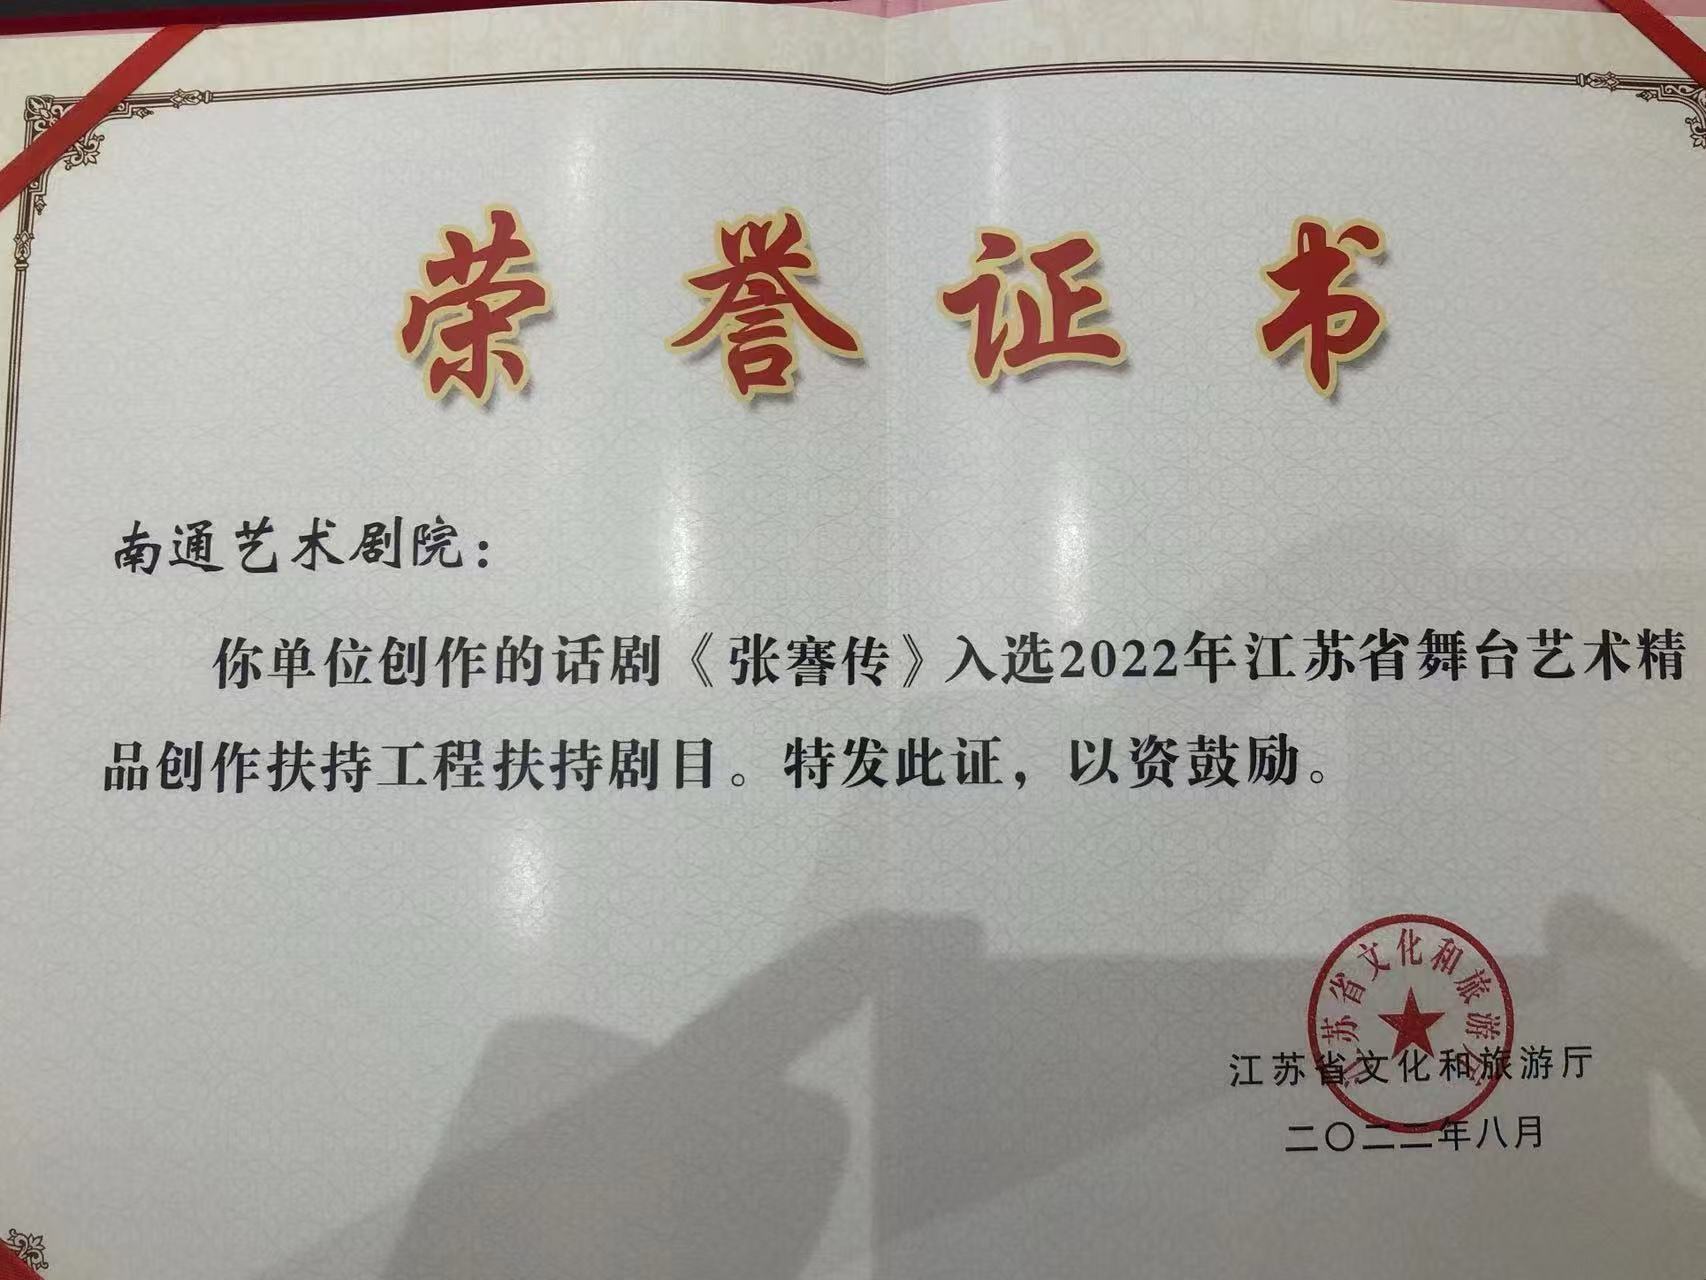 荣誉证书
南通艺术剧院：
你单位创作的话剧《张謇传》入选2022年江苏省舞台艺术精
品创作扶持工程扶持剧目。特发此证，以资鼓励。
江苏省文化和旅游厅
江苏省文化和旅游厅
二〇二二年八月